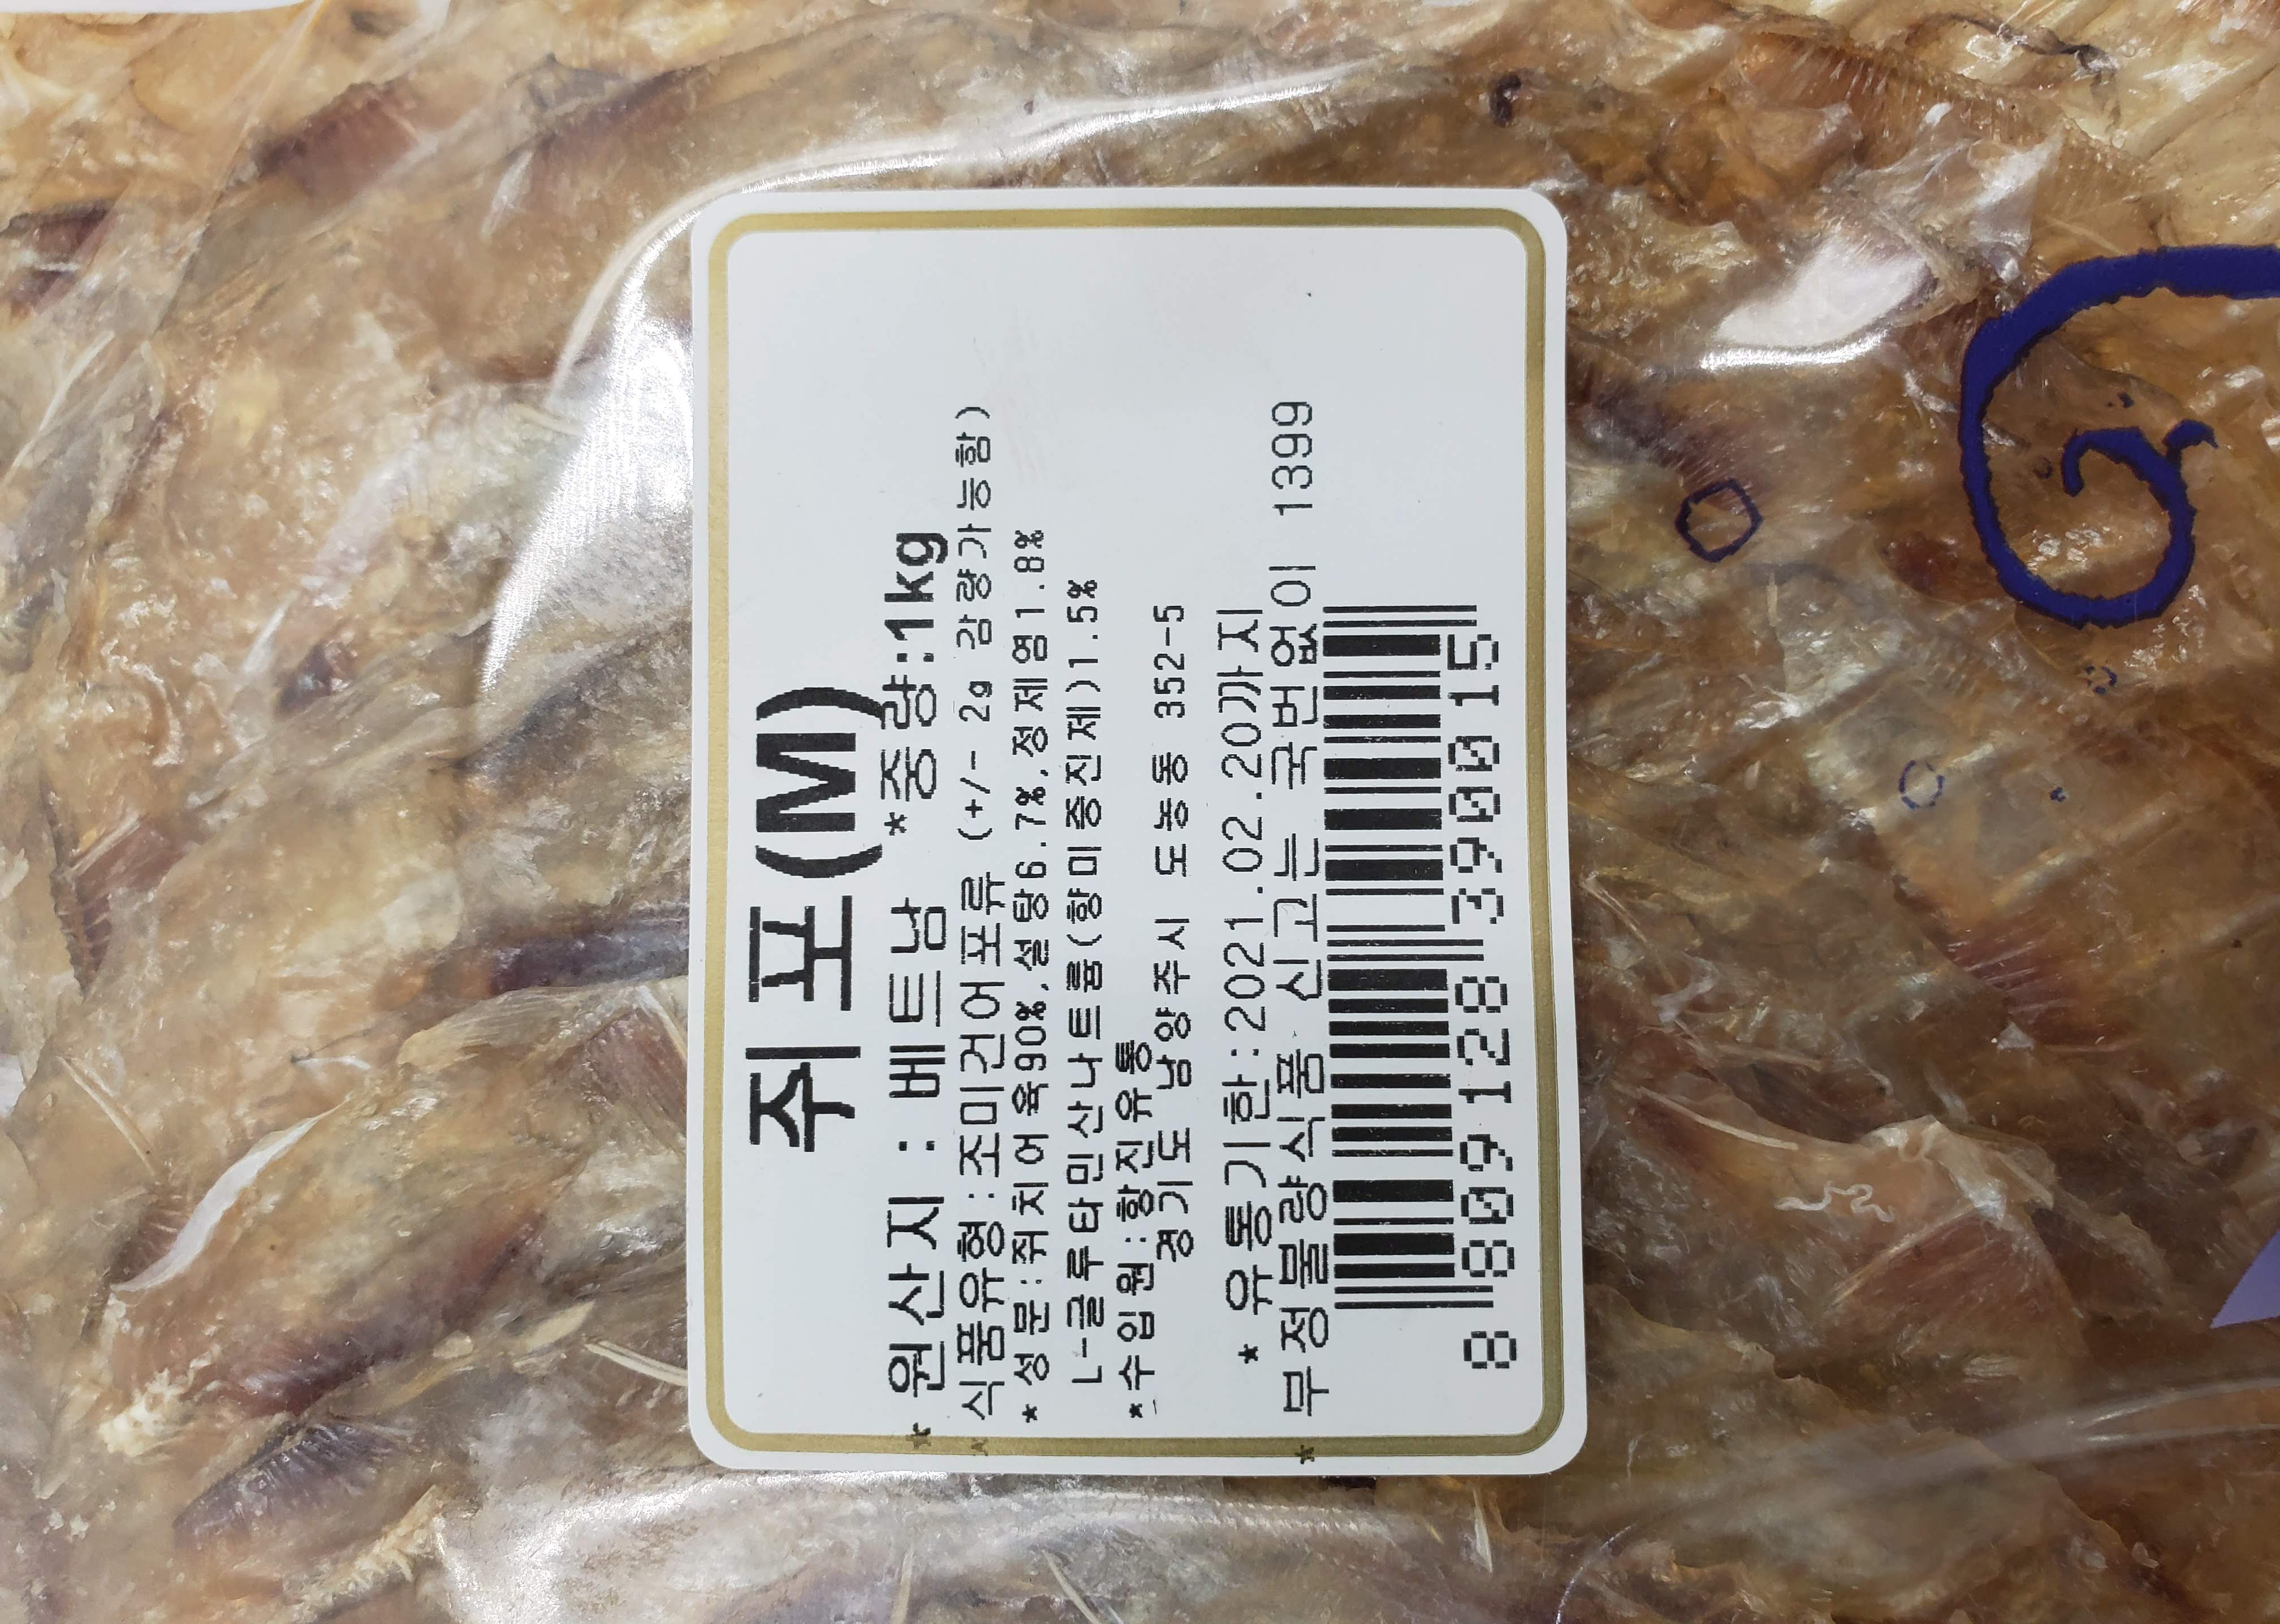 쥐 포(M)
* 원산지 : 베트남 *중량:1kg
식품유형:조미건어포류 (+/- 2g 감량가능함)
*성문:쥐치어육90%,설탕6.7%,정제염1.8%
L-글루타민산나트륨(향미증진제)1.5%
*수입원:황진유통
경기도 남양주시 도농동 352-5
* 유통기한:2021.02.20까지
부정불량식품 신고는 국번없이 1399
8 809128 390015